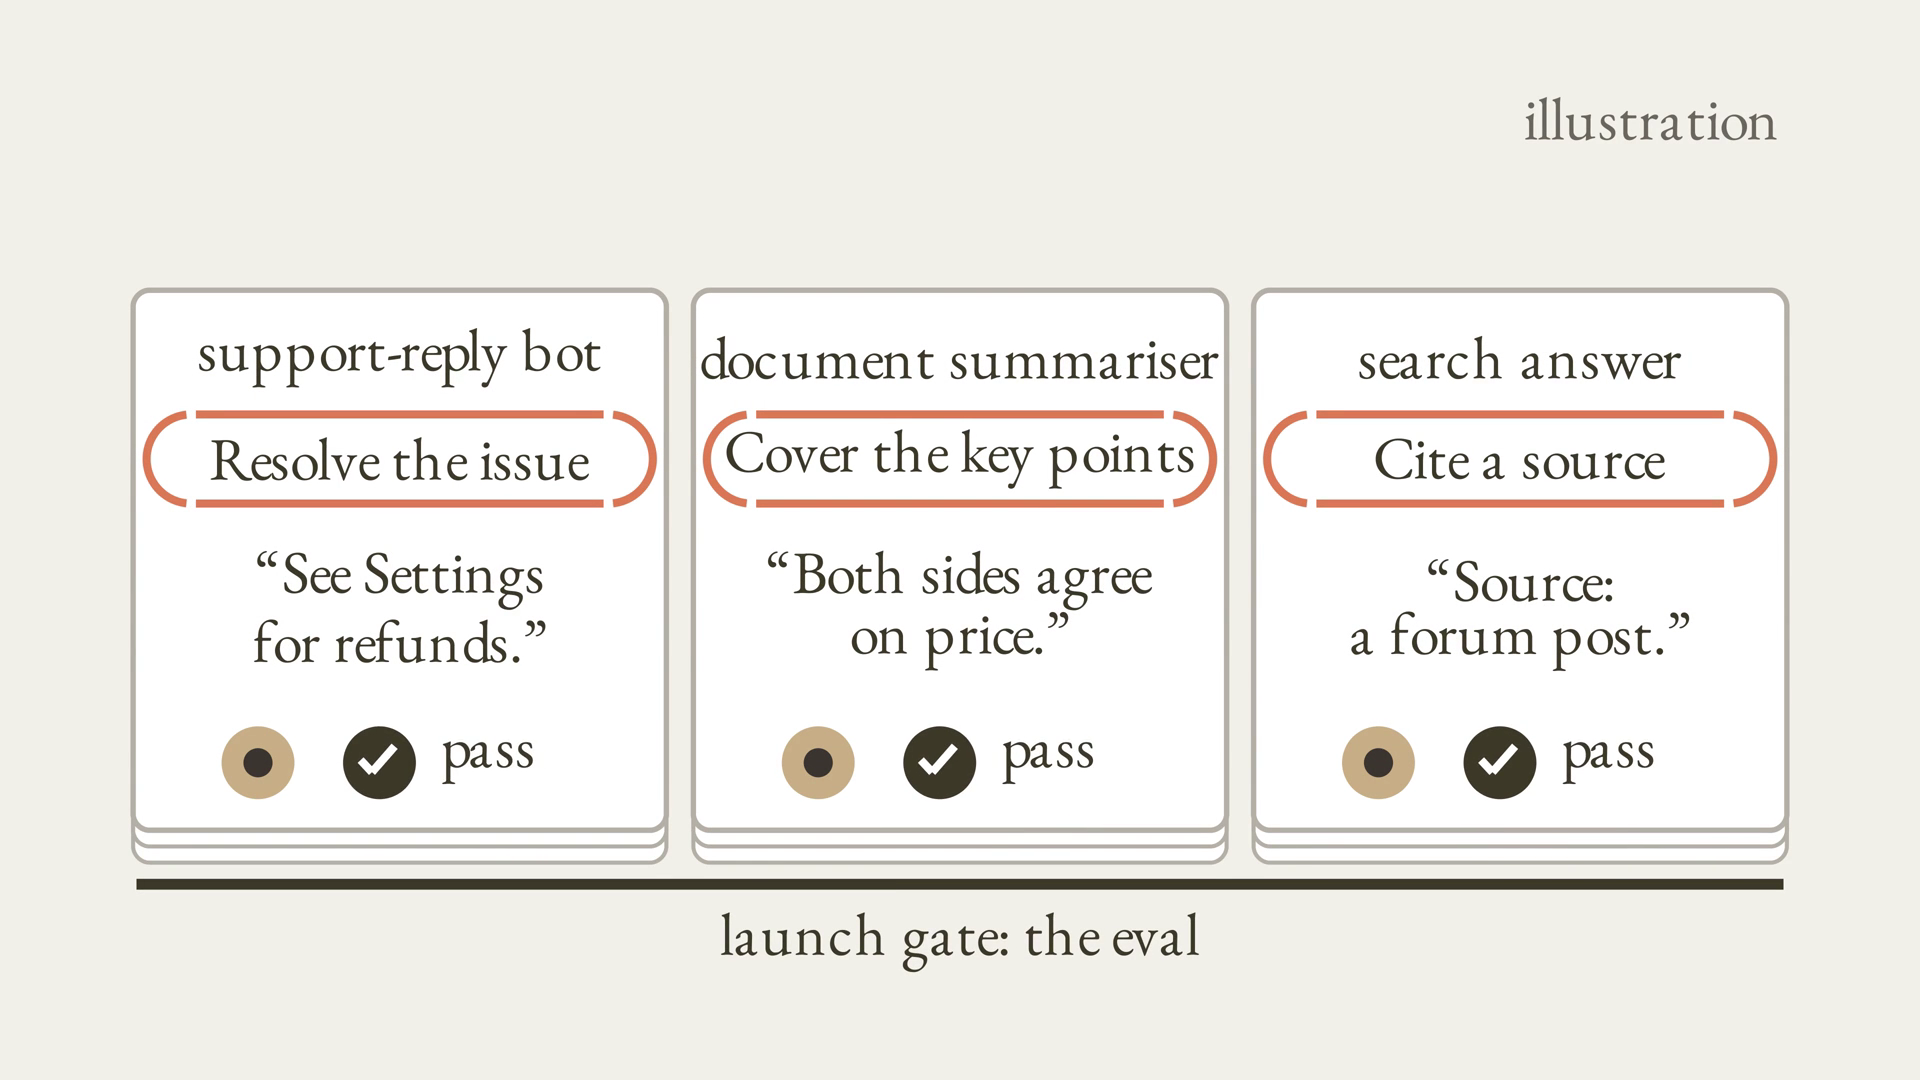 illustration
support-reply bot
Resolve the issue
“See Settings
for refunds.”
pass
document summariser
Cover the key points
“Both sides agree
on price.”
pass
search answer
Cite a source
“Source:
a forum post.”
pass
launch gate: the eval